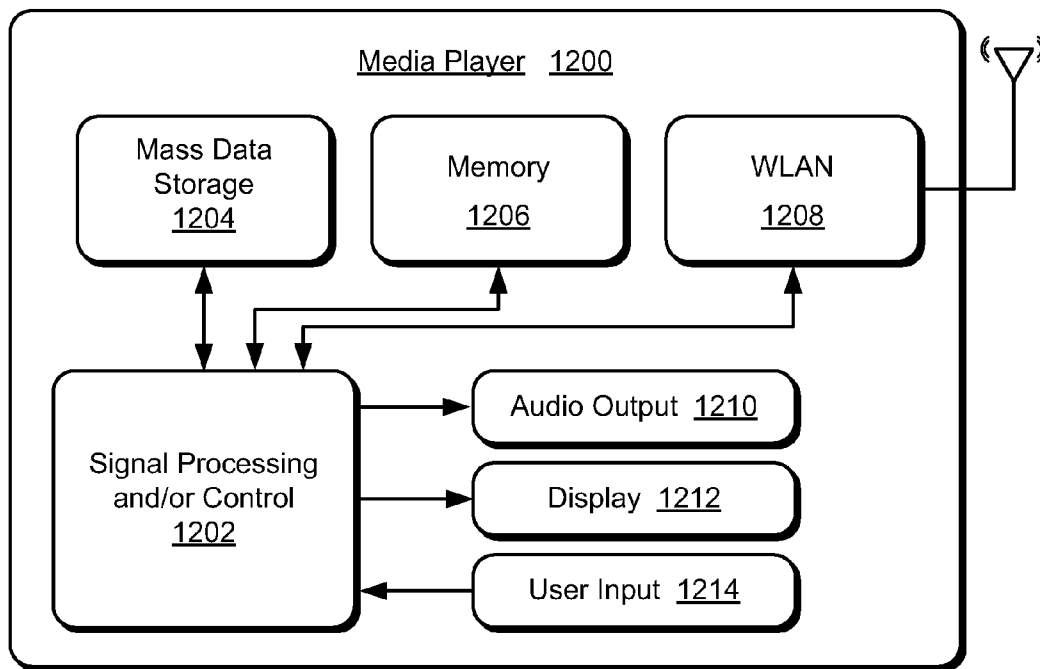 Media Player 1200
Mass Data
Storage
1204
Memory
1206
WLAN
1208
Signal Processing
and/or Control
1202
Audio Output 1210
Display 1212
User Input 1214